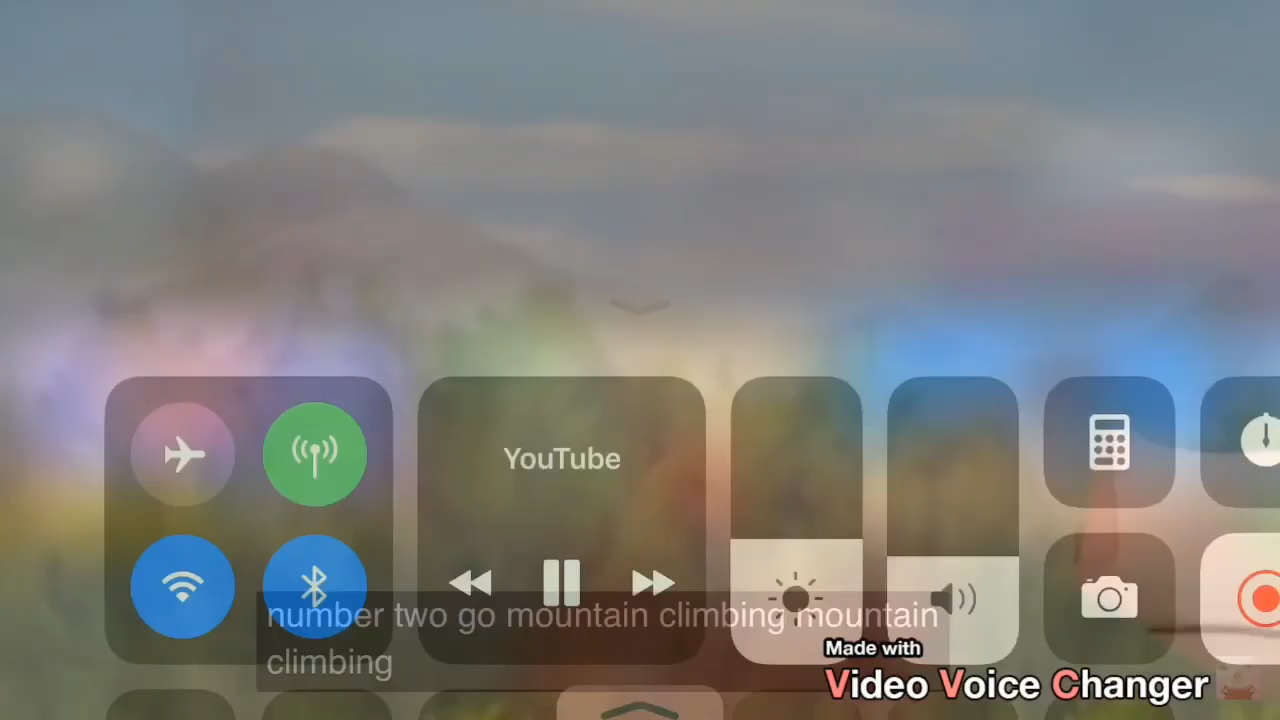 YouTube
number two go mountain climbing mountain
climbing
Made with
Video Voice Changer